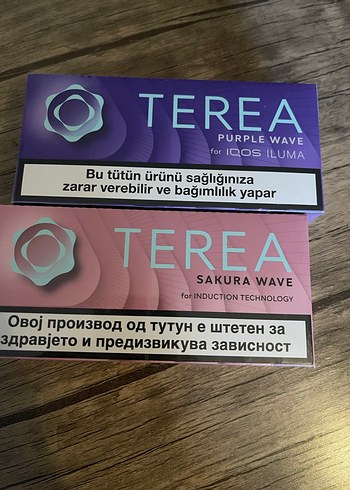 TEREA
PURPLE WAVE
for IQOS ILUMA
Bu tütün ürünü sağlığınıza
zarar verebilir ve bağımlılık yapar
TEREA
SAKURA WAVE
for INDUCTION TECHNOLOGY
Овој производ од тутун е штетен за
здравјето и предизвикува зависност